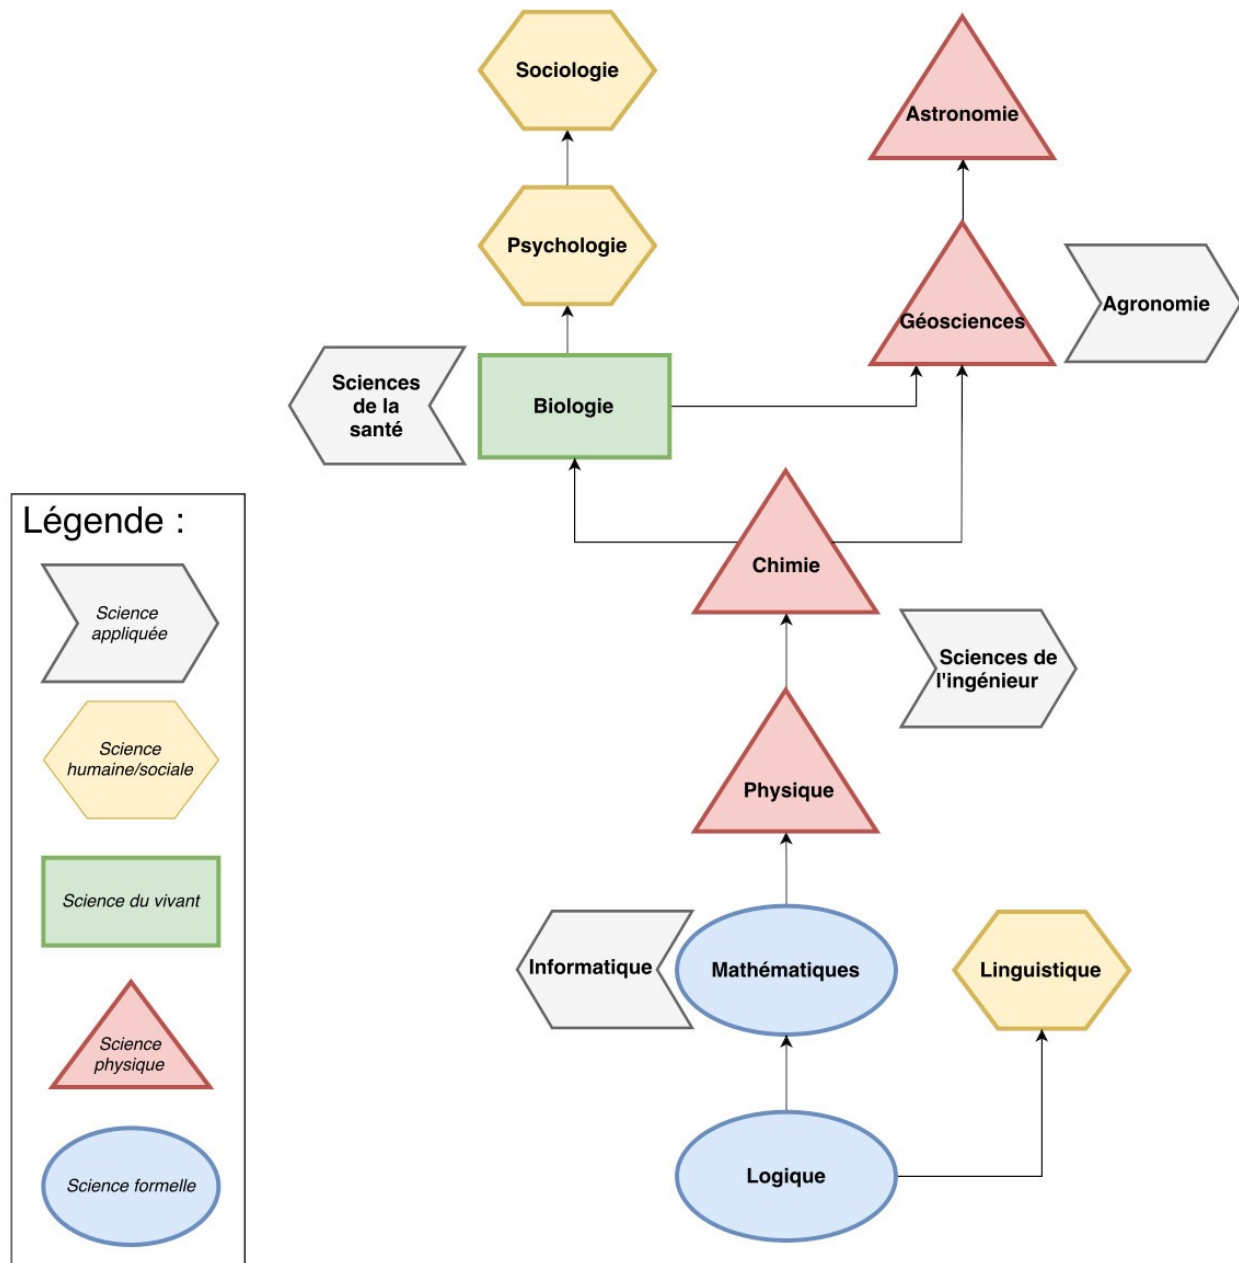 Sociologie
Astronomie
Psychologie
Géosciences
Agronomie
Sciences
de la
santé
Biologie
Chimie
Sciences de
l'ingénieur
Physique
Informatique
Mathématiques
Linguistique
Logique
Légende :
Science
appliquée
Science
humaine/sociale
Science du vivant
Science
physique
Science formelle